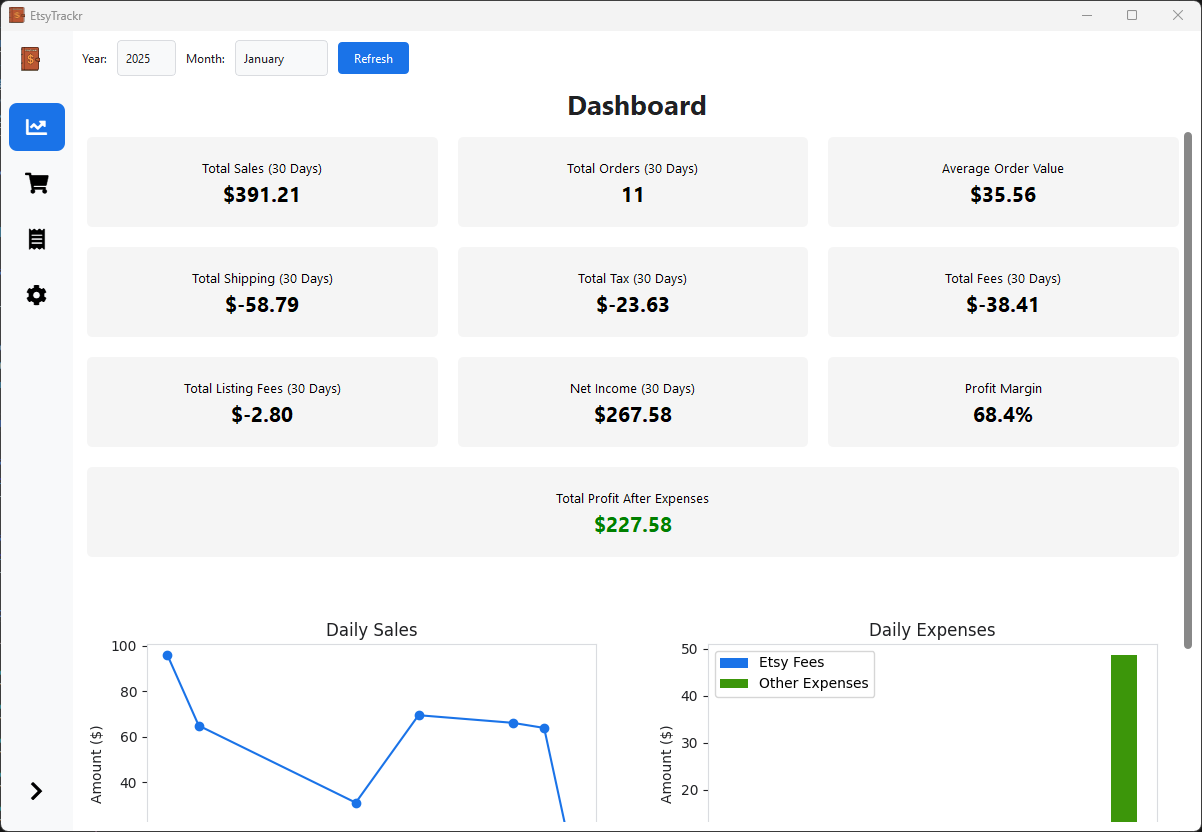 EtsyTrackr
Year: 2025 Month: January Refresh
Dashboard
Total Sales (30 Days)
$391.21
Total Orders (30 Days)
11
Average Order Value
$35.56
Total Shipping (30 Days)
$-58.79
Total Tax (30 Days)
$-23.63
Total Fees (30 Days)
$-38.41
Total Listing Fees (30 Days)
$-2.80
Net Income (30 Days)
$267.58
Profit Margin
68.4%
Total Profit After Expenses
$227.58
Daily Sales
100
80
60
40
Amount ($)
Daily Expenses
Etsy Fees
Other Expenses
50
40
30
20
Amount ($)